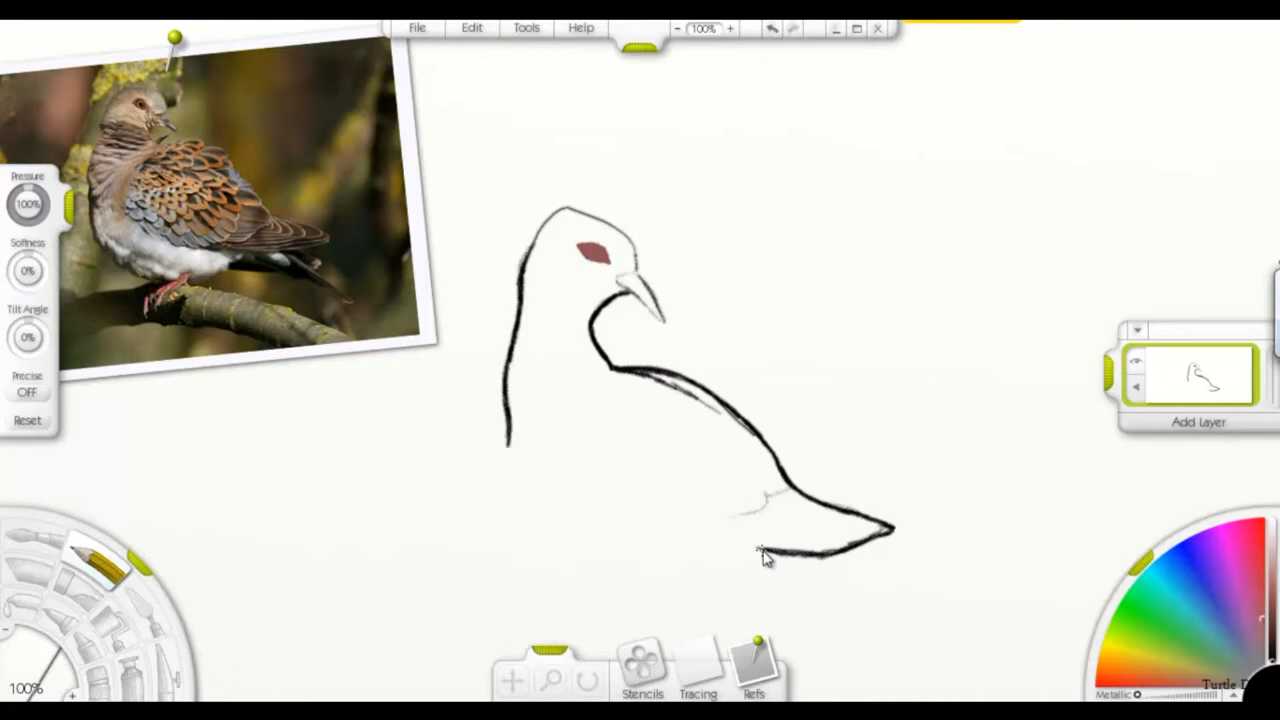 File Edit Tools Help - 100% +
Pressure
100%
Softness
0%
Tilt Angle
0%
Precise
OFF
Reset
Add Layer
100%
Stencils Tracing Refs
Metallic
Turtle